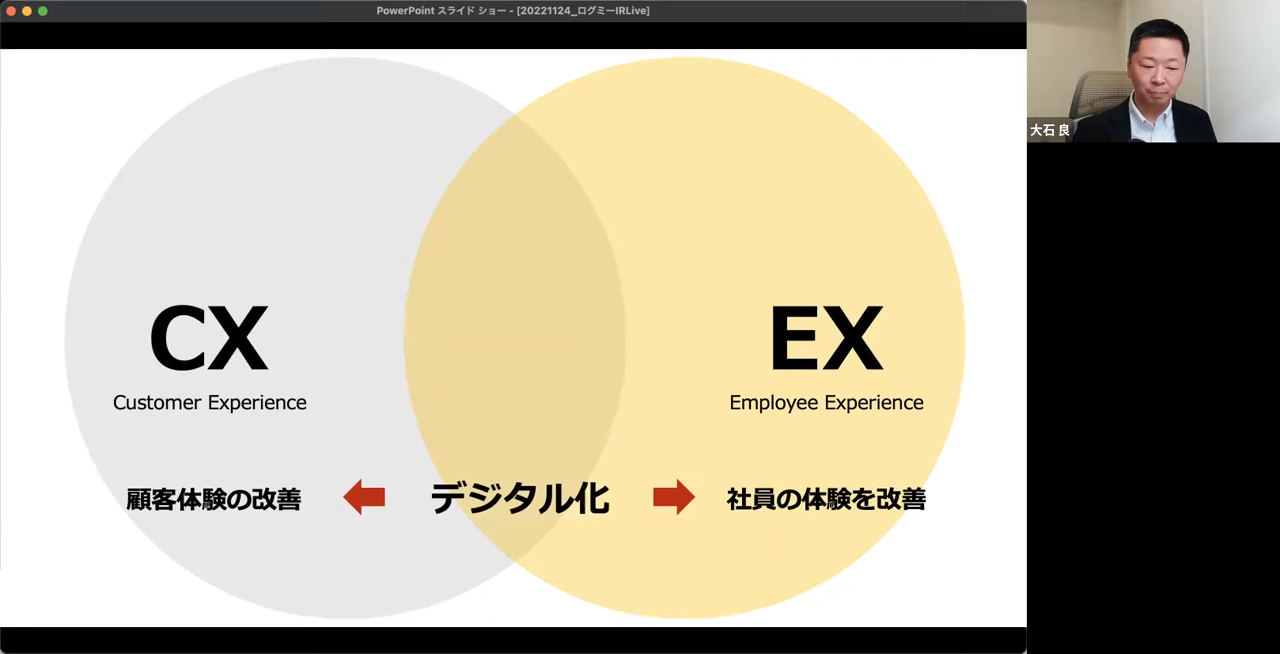 PowerPoint スライド ショー - [20221124_ログミーIRLive]
大石 良
CX
Customer Experience
EX
Employee Experience
顧客体験の改善
デジタル化
社員の体験を改善